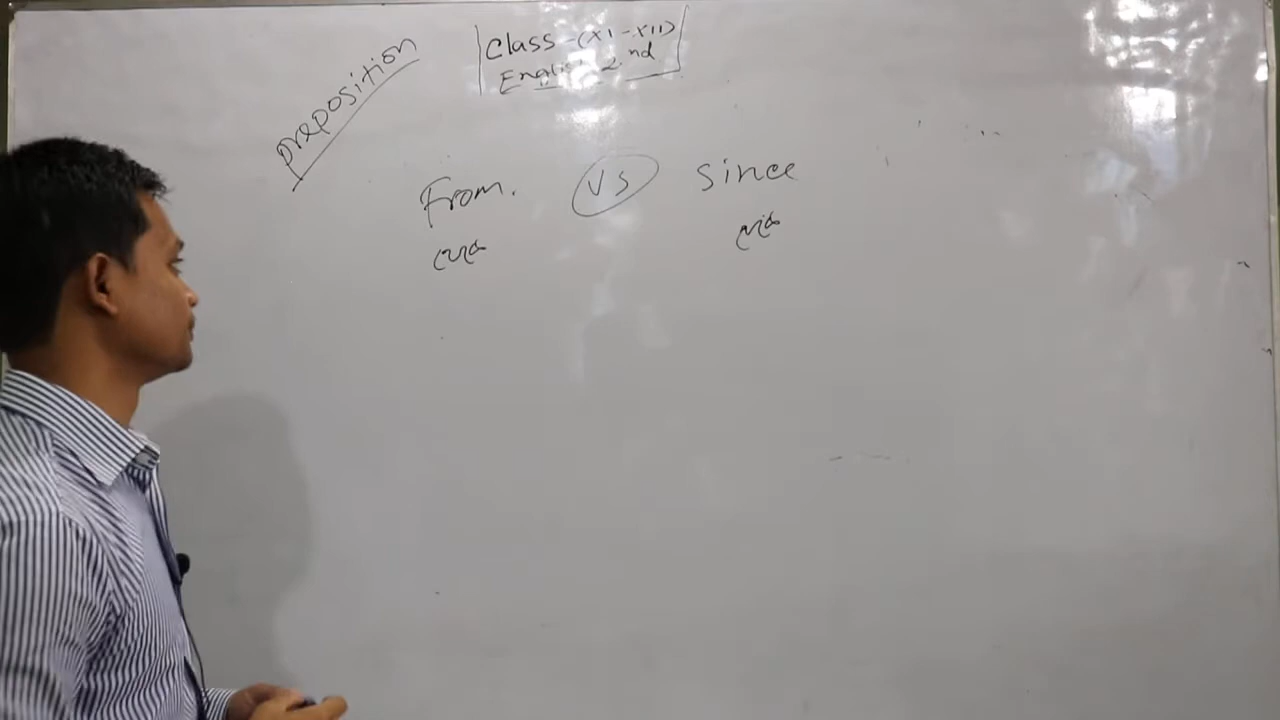 preposition
Class-(XI-XII)
English 2nd
From. VS Since
থেকে থেকে